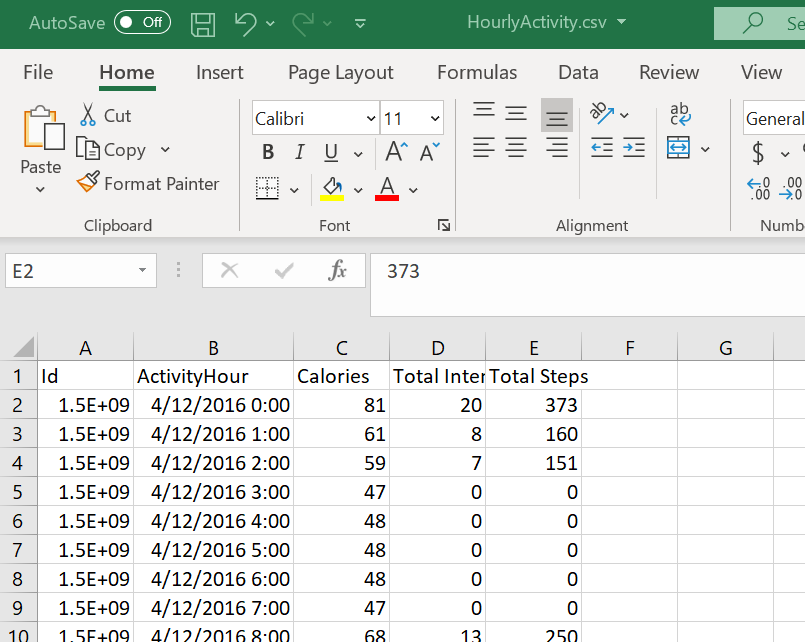 AutoSave Off HourlyActivity.csv Se
File Home Insert Page Layout Formulas Data Review View
Paste Cut Copy Format Painter
Calibri 11 General
B I U A A ab c
A $ .0 .00 .00 .0
Clipboard Font Alignment Numb
E2 fx 373
A B C D E F G
1 Id ActivityHour Calories Total Inter Total Steps
2 1.5E+09 4/12/2016 0:00 81 20 373
3 1.5E+09 4/12/2016 1:00 61 8 160
4 1.5E+09 4/12/2016 2:00 59 7 151
5 1.5E+09 4/12/2016 3:00 47 0 0
6 1.5E+09 4/12/2016 4:00 48 0 0
7 1.5E+09 4/12/2016 5:00 48 0 0
8 1.5E+09 4/12/2016 6:00 48 0 0
9 1.5E+09 4/12/2016 7:00 47 0 0
10 1.5E+09 4/12/2016 8:00 68 13 250